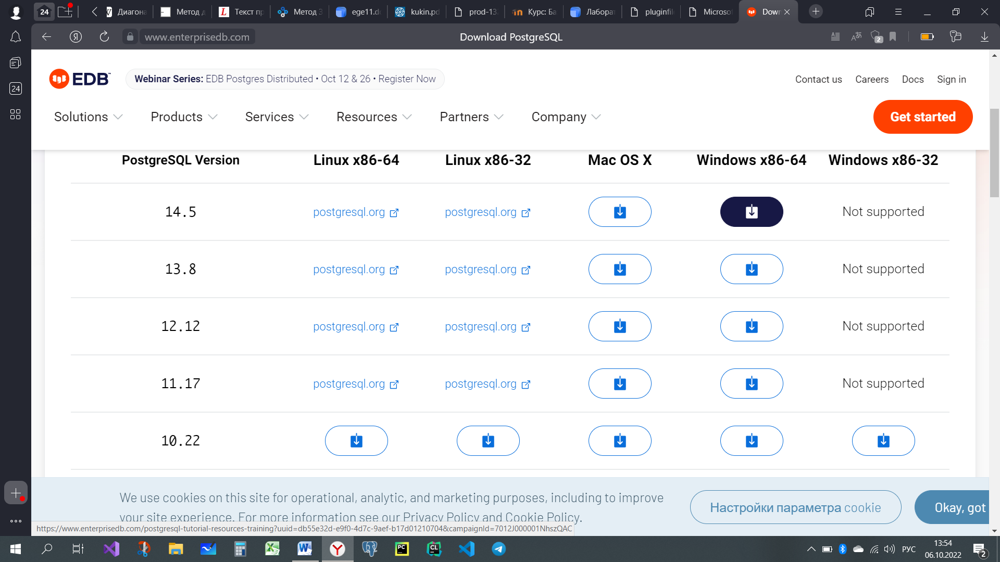 24
Диагона
Метод д
Текст пр
Метод З
ege11.d
kukin.pd
prod-13
Курс: Ба
Лаборат
pluginfil
Microsof
Down
www.enterprisedb.com
Download PostgreSQL
2
24
EDB
Webinar Series: EDB Postgres Distributed • Oct 12 & 26 • Register Now
Contact us Careers Docs Sign in
Solutions Products Services Resources Partners Company
Get started
PostgreSQL Version Linux x86-64 Linux x86-32 Mac OS X Windows x86-64 Windows x86-32
14.5 postgresql.org postgresql.org Not supported
13.8 postgresql.org postgresql.org Not supported
12.12 postgresql.org postgresql.org Not supported
11.17 postgresql.org postgresql.org Not supported
10.22
We use cookies on this site for operational, analytic, and marketing purposes, including to improve
your site experience. For more information see our Privacy Policy and Cookie Policy.
Настройки параметра cookie
Okay, got
https://www.enterprisedb.com/postgresql-tutorial-resources-training?uuid=db55e32d-e9f0-4d7c-9aef-b17d01210704&campaignId=7012J000001NhszQAC
РУС
13:54
06.10.2022
2